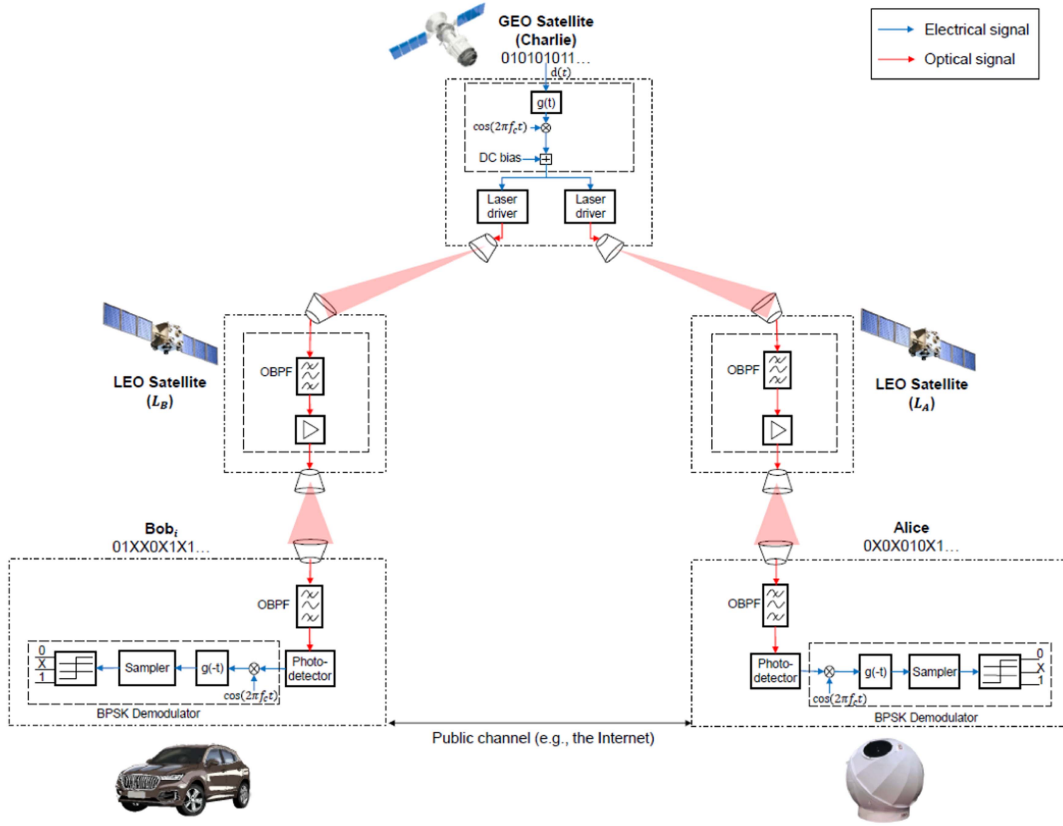 GEO Satellite
(Charlie)
010101011...
d(t)
g(t)
cos(2πf_c t)
DC bias
Laser
driver
Laser
driver
Electrical signal
Optical signal
LEO Satellite
(L_B)
OBPF
OBPF
LEO Satellite
(L_A)
Bob_i
01XX0X1X1...
Alice
0X0X010X1...
OBPF
0
X
1
Sampler
g(-t)
cos(2πf_c t)
Photo-
detector
BPSK Demodulator
OBPF
Photo-
detector
cos(2πf_c t)
g(-t)
Sampler
0
X
1
BPSK Demodulator
Public channel (e.g., the Internet)